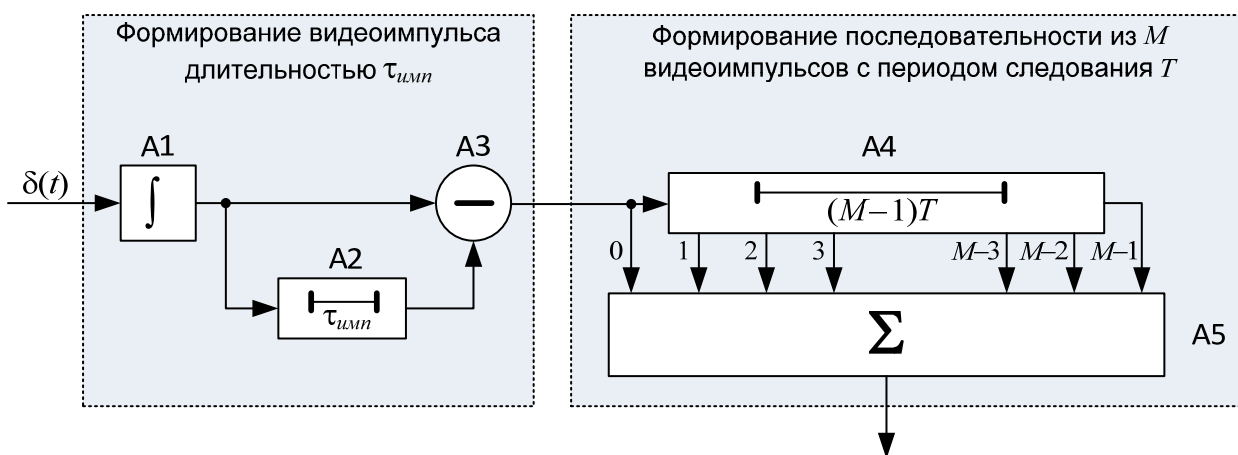 Формирование видеоимпульса
длительностью τимп
Формирование последовательности из M
видеоимпульсов с периодом следования T
δ(t)
A1
∫
A3
−
A2
τимп
A4
(M−1)T
0
1
2
3
M−3
M−2
M−1
Σ
A5